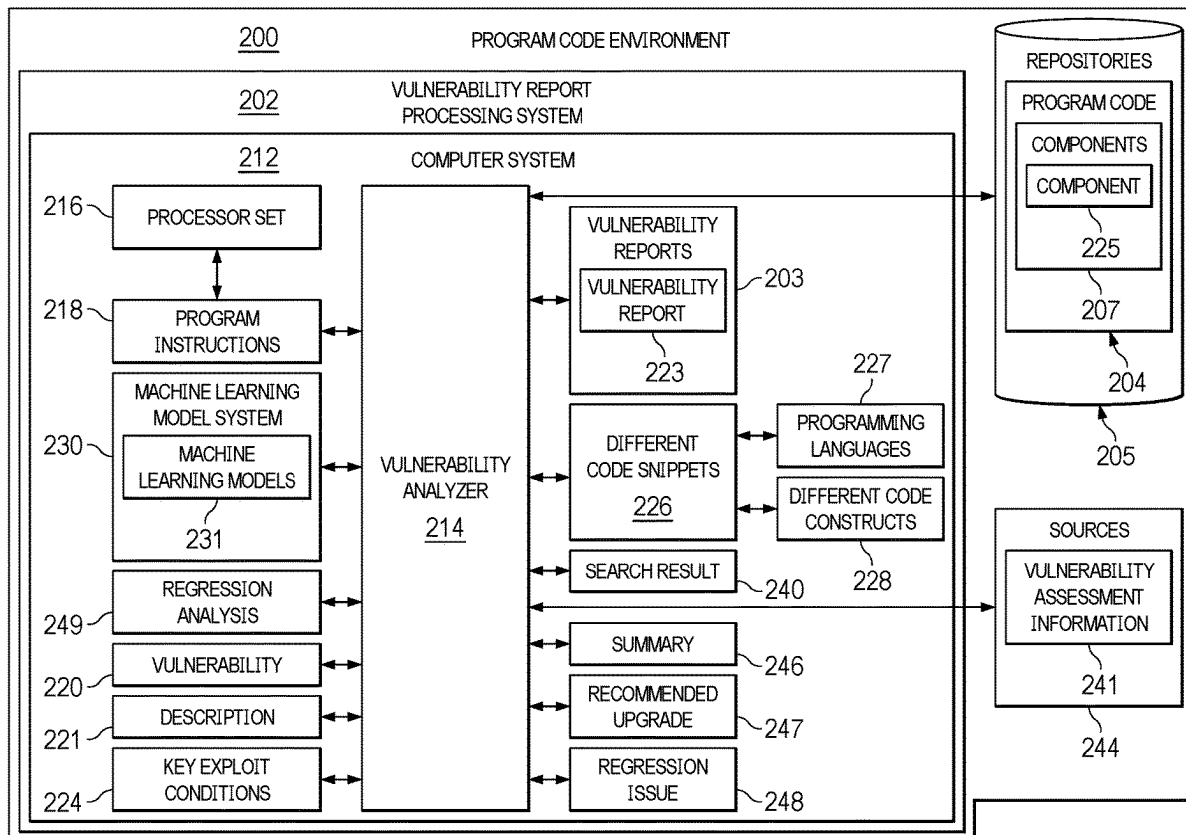 200
PROGRAM CODE ENVIRONMENT
202
VULNERABILITY REPORT
PROCESSING SYSTEM
212
COMPUTER SYSTEM
216
PROCESSOR SET
218
PROGRAM
INSTRUCTIONS
230
MACHINE LEARNING
MODEL SYSTEM
MACHINE
LEARNING MODELS
231
249
REGRESSION
ANALYSIS
220
VULNERABILITY
221
DESCRIPTION
224
KEY EXPLOIT
CONDITIONS
VULNERABILITY
ANALYZER
214
VULNERABILITY
REPORTS
203
VULNERABILITY
REPORT
223
DIFFERENT
CODE SNIPPETS
226
227
PROGRAMMING
LANGUAGES
DIFFERENT CODE
CONSTRUCTS
228
SEARCH RESULT
240
SUMMARY
246
RECOMMENDED
UPGRADE
247
REGRESSION
ISSUE
248
REPOSITORIES
PROGRAM CODE
COMPONENTS
COMPONENT
225
207
204
205
SOURCES
VULNERABILITY
ASSESSMENT
INFORMATION
241
244